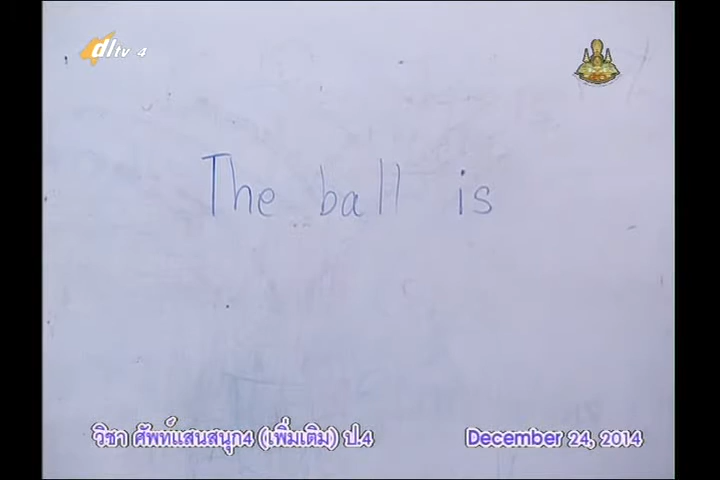 dltv 4
The ball is
วิชา ศัพท์แสนสนุก4 (เพิ่มเติม) ป.4
December 24, 2014